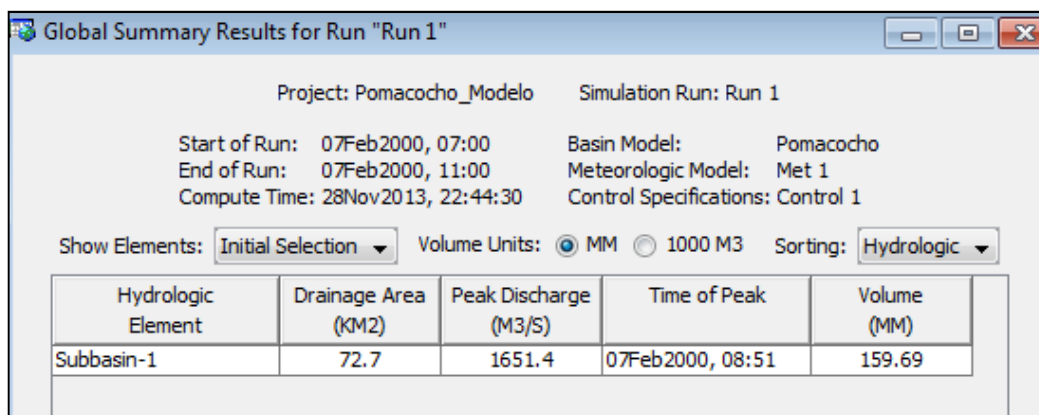 Global Summary Results for Run "Run 1"
Project: Pomacocho_Modelo Simulation Run: Run 1
Start of Run: 07Feb2000, 07:00 Basin Model: Pomacocho
End of Run: 07Feb2000, 11:00 Meteorologic Model: Met 1
Compute Time: 28Nov2013, 22:44:30 Control Specifications: Control 1
Show Elements: Initial Selection Volume Units: MM 1000 M3 Sorting: Hydrologic
Hydrologic Drainage Area Peak Discharge Time of Peak Volume
Element (KM2) (M3/S) (MM)
Subbasin-1 72.7 1651.4 07Feb2000, 08:51 159.69